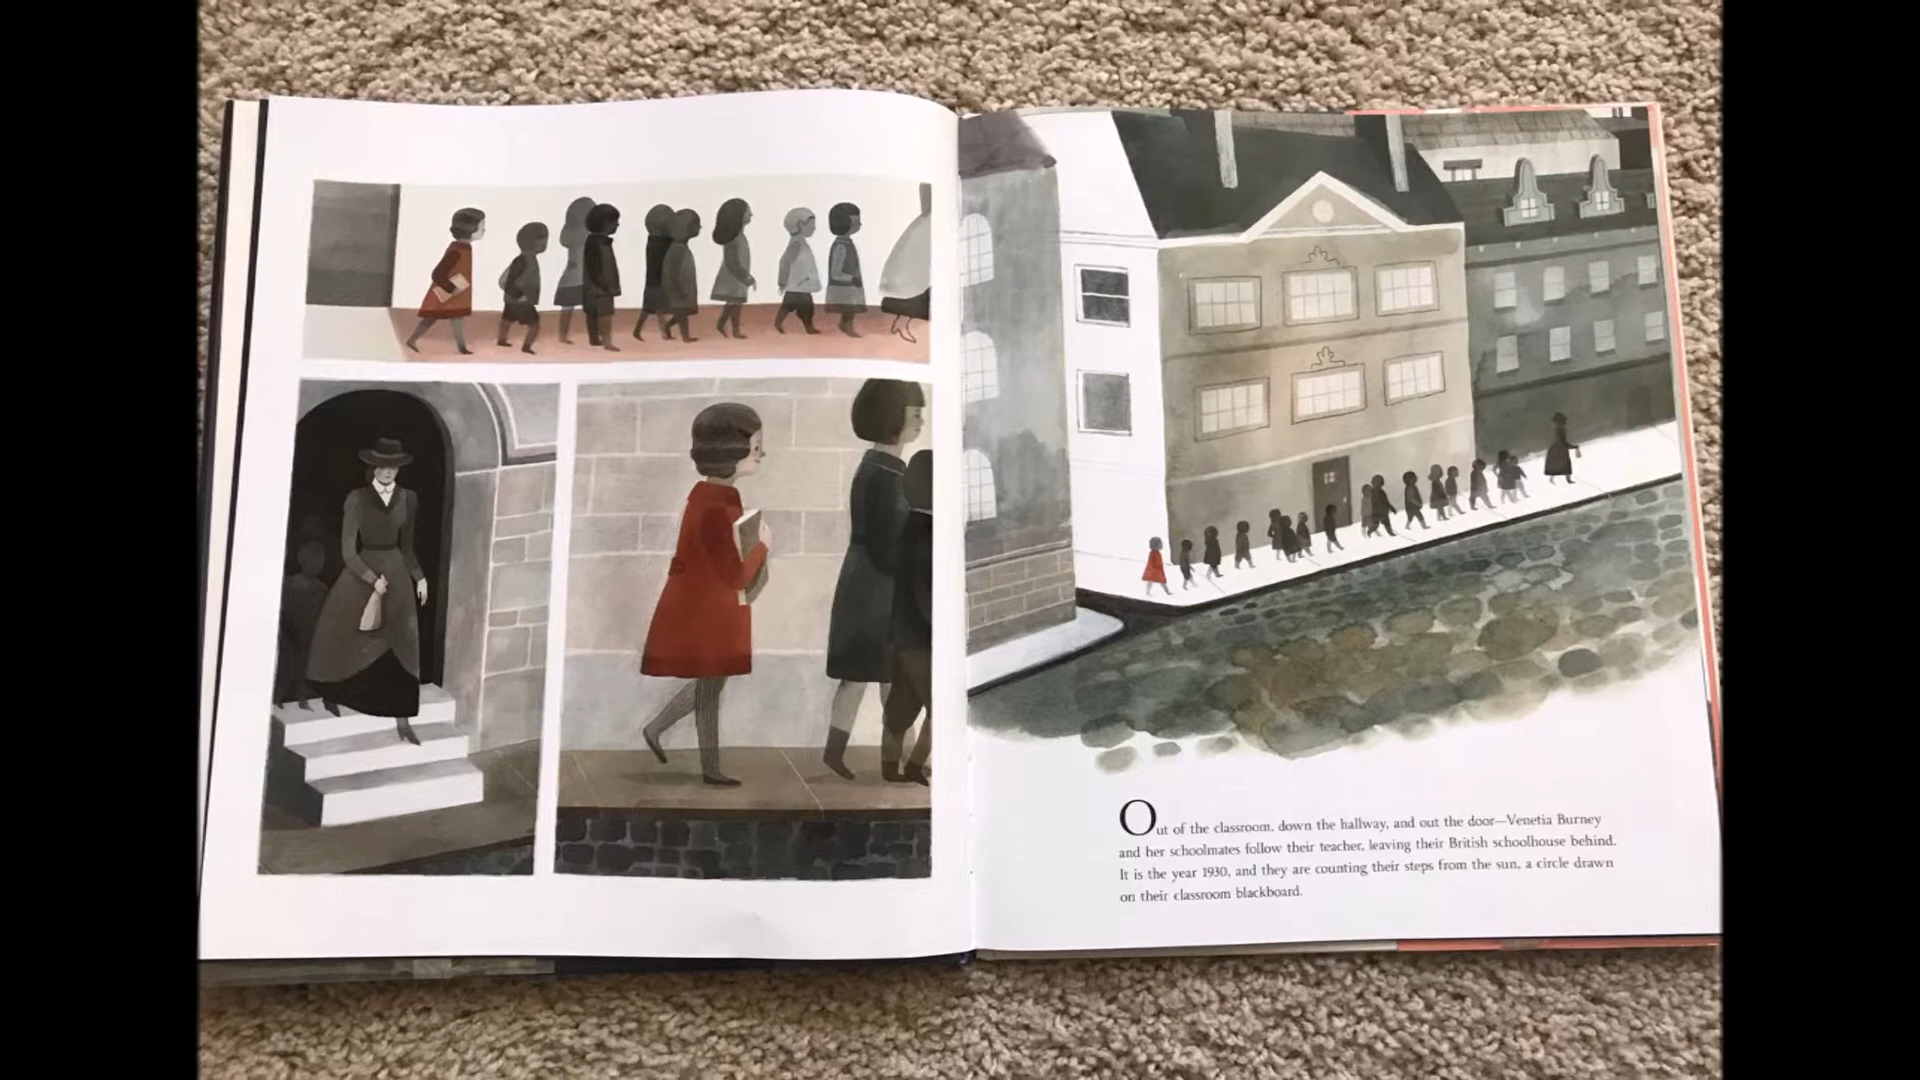 Out of the classroom, down the hallway, and out the door—Venetia Burney
and her schoolmates follow their teacher, leaving their British schoolhouse behind.
It is the year 1930, and they are counting their steps from the sun, a circle drawn
on their classroom blackboard.